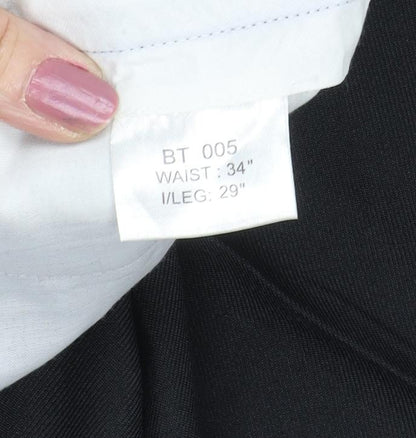 BT 005
WAIST : 34"
I/LEG: 29"